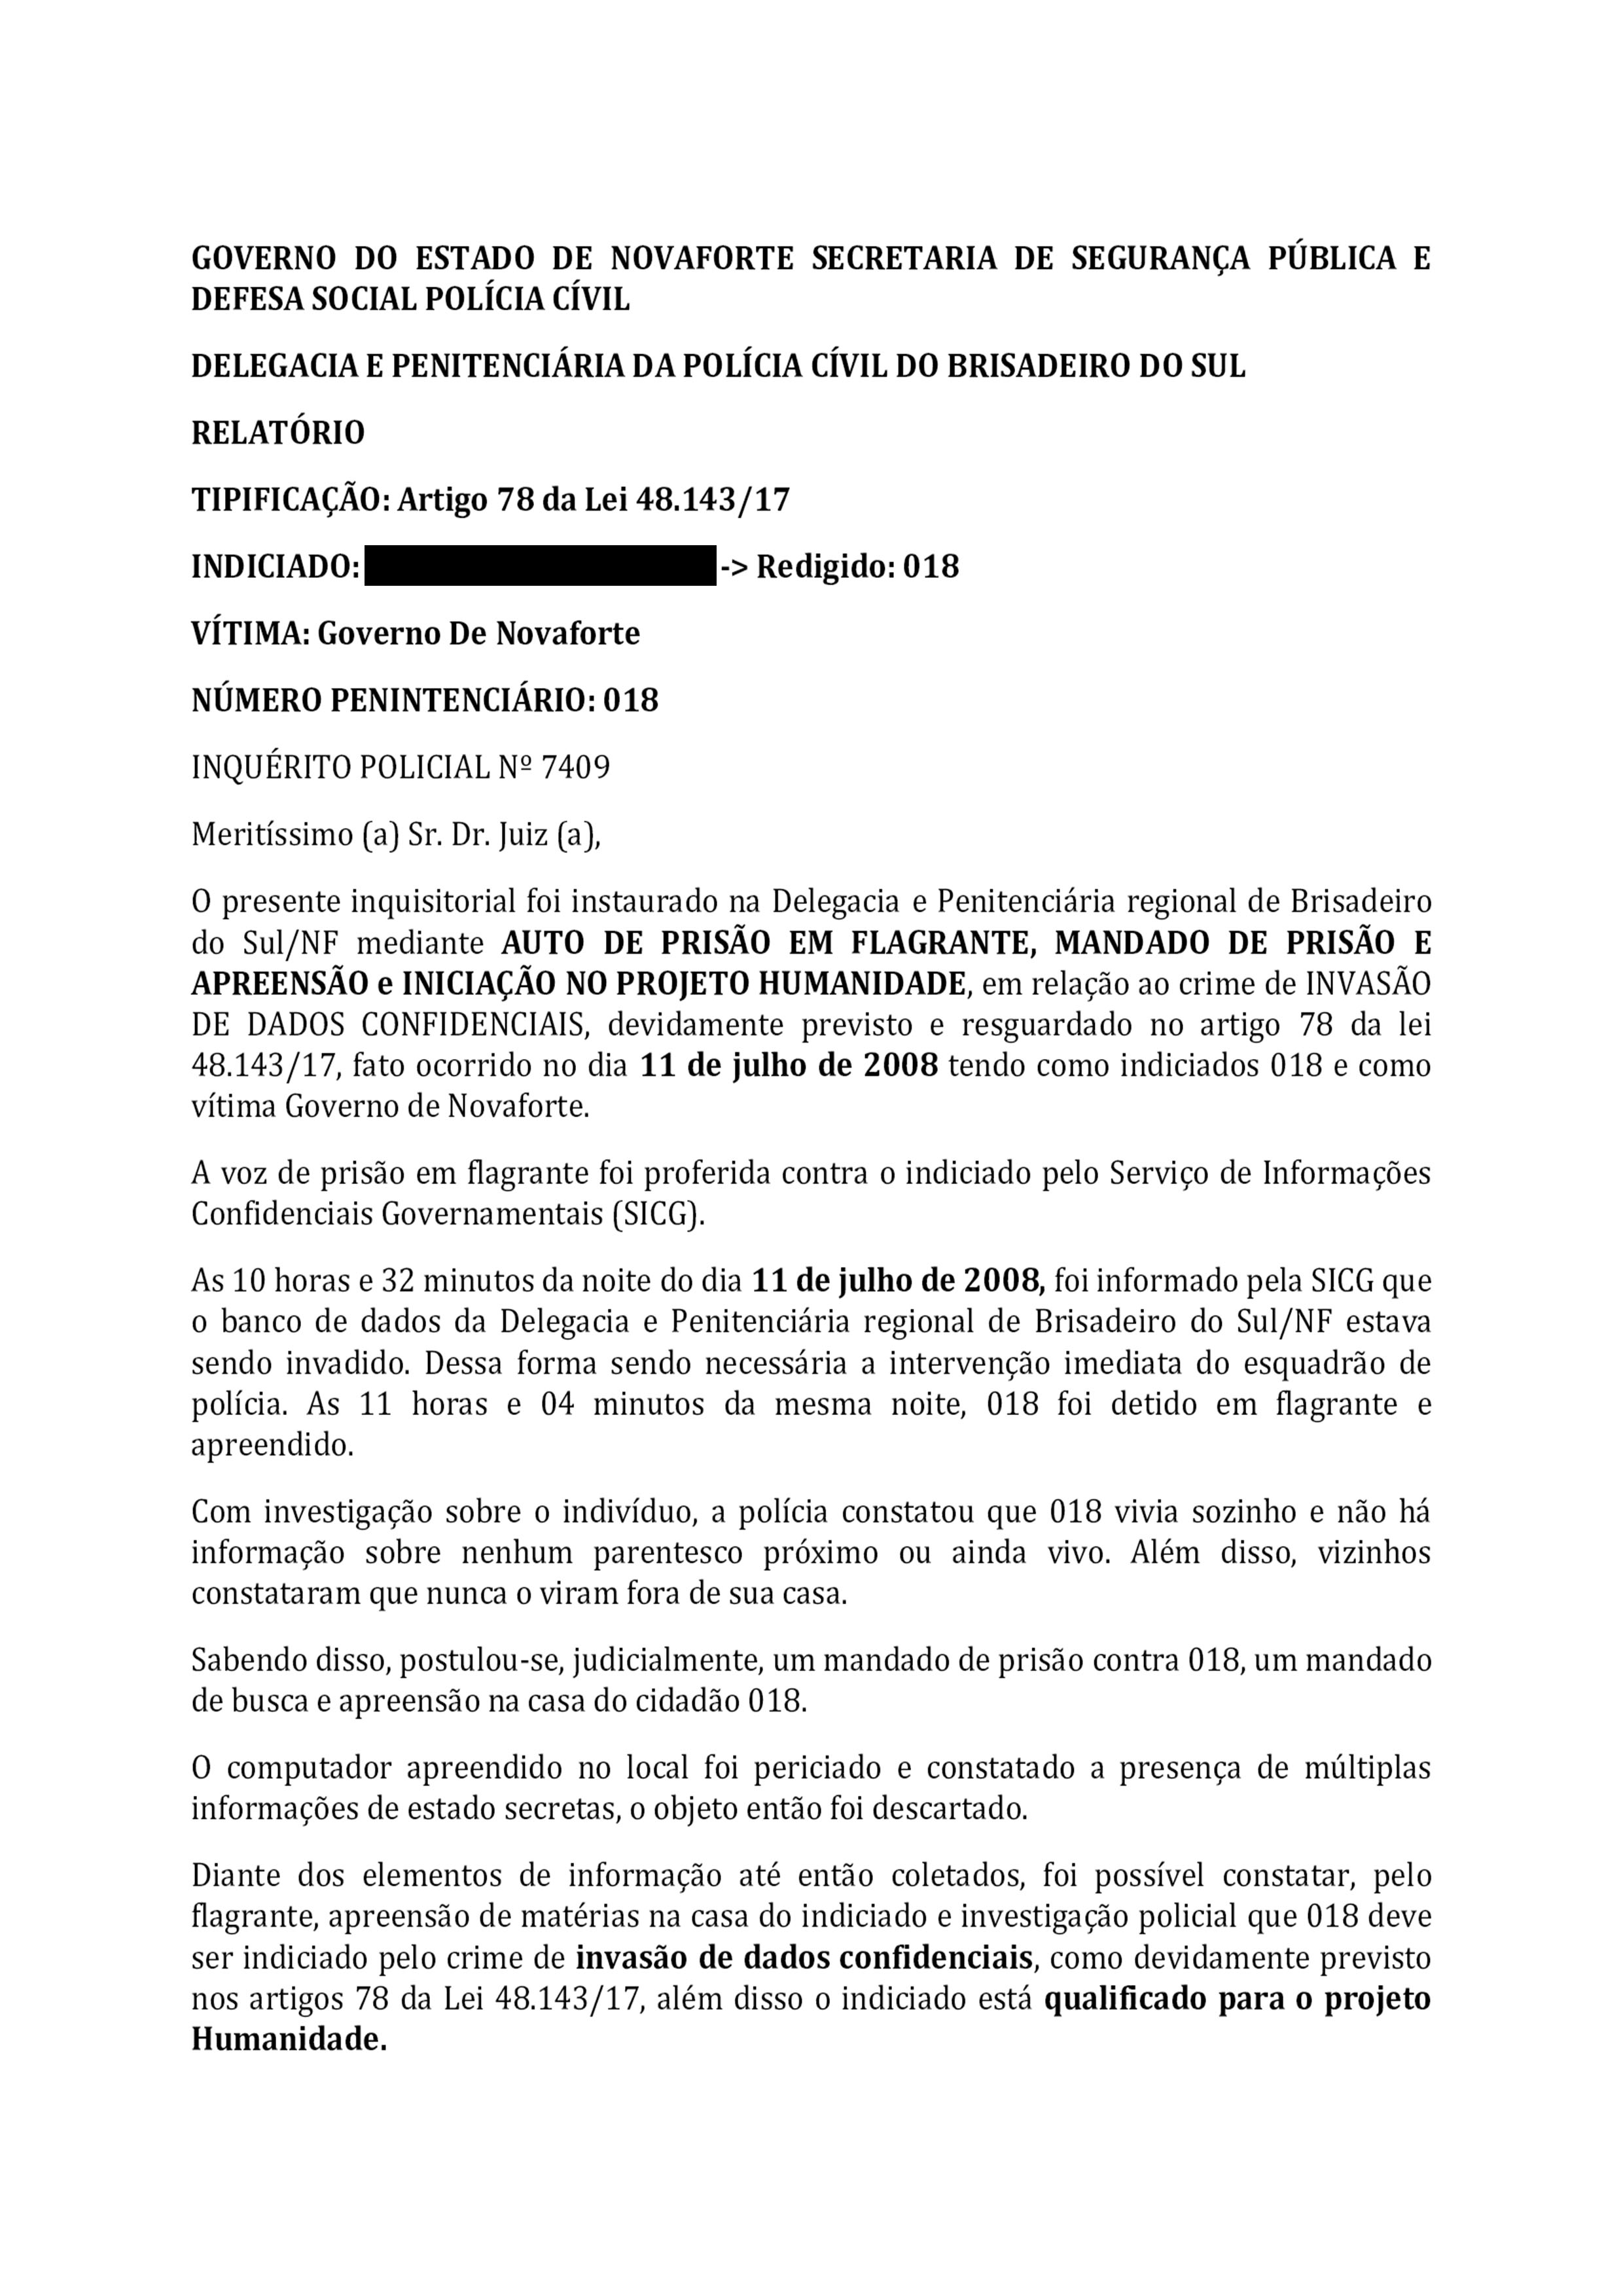 GOVERNO DO ESTADO DE NOVAFORTE SECRETARIA DE SEGURANÇA PÚBLICA E
DEFESA SOCIAL POLÍCIA CÍVIL
DELEGACIA E PENITENCIÁRIA DA POLÍCIA CÍVIL DO BRISADEIRO DO SUL
RELATÓRIO
TIPIFICAÇÃO: Artigo 78 da Lei 48.143/17
INDICIADO: -> Redigido: 018
VÍTIMA: Governo De Novaforte
NÚMERO PENINTENCIÁRIO: 018
INQUÉRITO POLICIAL Nº 7409
Meritíssimo (a) Sr. Dr. Juiz (a),
O presente inquisitorial foi instaurado na Delegacia e Penitenciária regional de Brisadeiro
do Sul/NF mediante AUTO DE PRISÃO EM FLAGRANTE, MANDADO DE PRISÃO E
APREENSÃO e INICIAÇÃO NO PROJETO HUMANIDADE, em relação ao crime de INVASÃO
DE DADOS CONFIDENCIAIS, devidamente previsto e resguardado no artigo 78 da lei
48.143/17, fato ocorrido no dia 11 de julho de 2008 tendo como indiciados 018 e como
vítima Governo de Novaforte.
A voz de prisão em flagrante foi proferida contra o indiciado pelo Serviço de Informações
Confidenciais Governamentais (SICG).
As 10 horas e 32 minutos da noite do dia 11 de julho de 2008, foi informado pela SICG que
o banco de dados da Delegacia e Penitenciária regional de Brisadeiro do Sul/NF estava
sendo invadido. Dessa forma sendo necessária a intervenção imediata do esquadrão de
polícia. As 11 horas e 04 minutos da mesma noite, 018 foi detido em flagrante e
apreendido.
Com investigação sobre o indivíduo, a polícia constatou que 018 vivia sozinho e não há
informação sobre nenhum parentesco próximo ou ainda vivo. Além disso, vizinhos
constataram que nunca o viram fora de sua casa.
Sabendo disso, postulou-se, judicialmente, um mandado de prisão contra 018, um mandado
de busca e apreensão na casa do cidadão 018.
O computador apreendido no local foi periciado e constatado a presença de múltiplas
informações de estado secretas, o objeto então foi descartado.
Diante dos elementos de informação até então coletados, foi possível constatar, pelo
flagrante, apreensão de matérias na casa do indiciado e investigação policial que 018 deve
ser indiciado pelo crime de invasão de dados confidenciais, como devidamente previsto
nos artigos 78 da Lei 48.143/17, além disso o indiciado está qualificado para o projeto
Humanidade.